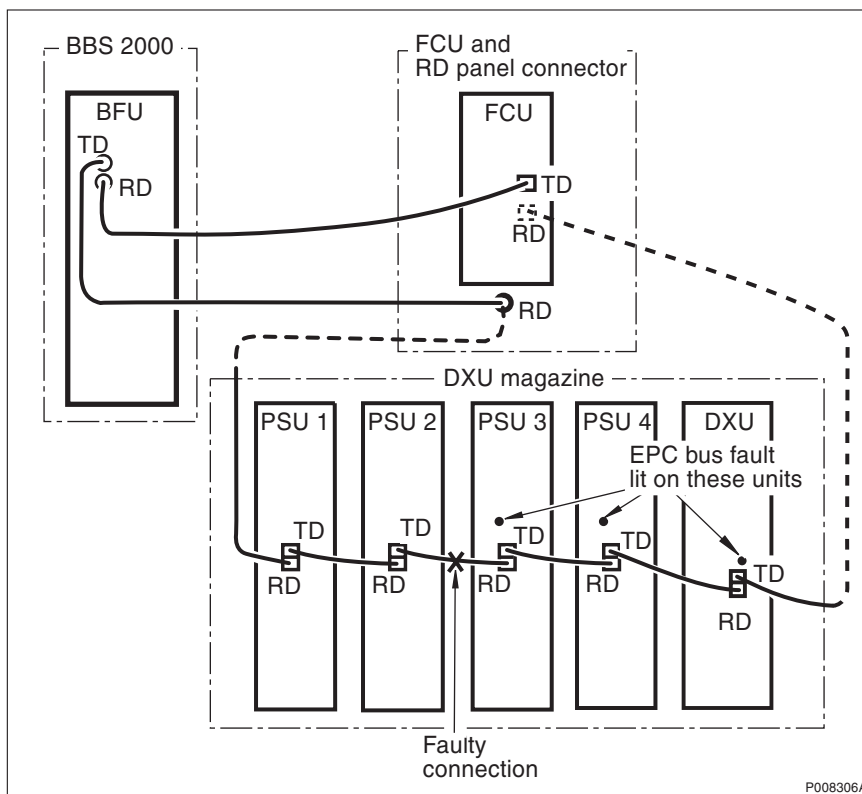 BBS 2000
BFU
TD
RD
FCU and
RD panel connector
FCU
TD
RD
RD
DXU magazine
PSU 1
PSU 2
PSU 3
PSU 4
DXU
EPC bus fault
lit on these units
TD
RD
TD
RD
TD
RD
TD
RD
TD
RD
Faulty
connection
P008306A